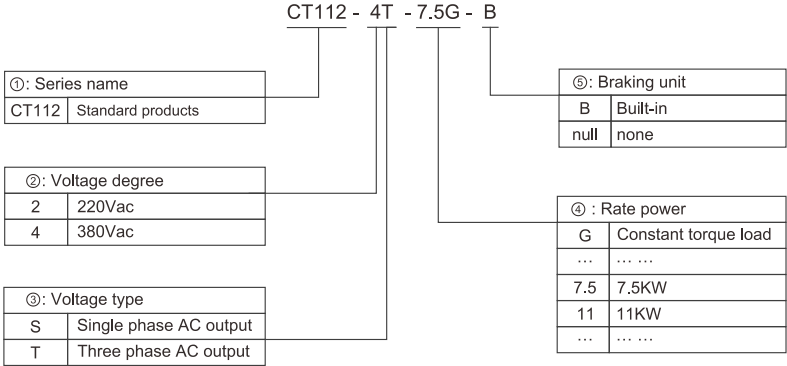 CT112 - 4T - 7.5G - B
①: Series name
CT112 Standard products
②: Voltage degree
2 220Vac
4 380Vac
③: Voltage type
S Single phase AC output
T Three phase AC output
⑤: Braking unit
B Built-in
null none
④ : Rate power
G Constant torque load
... ... ...
7.5 7.5KW
11 11KW
... ... ...